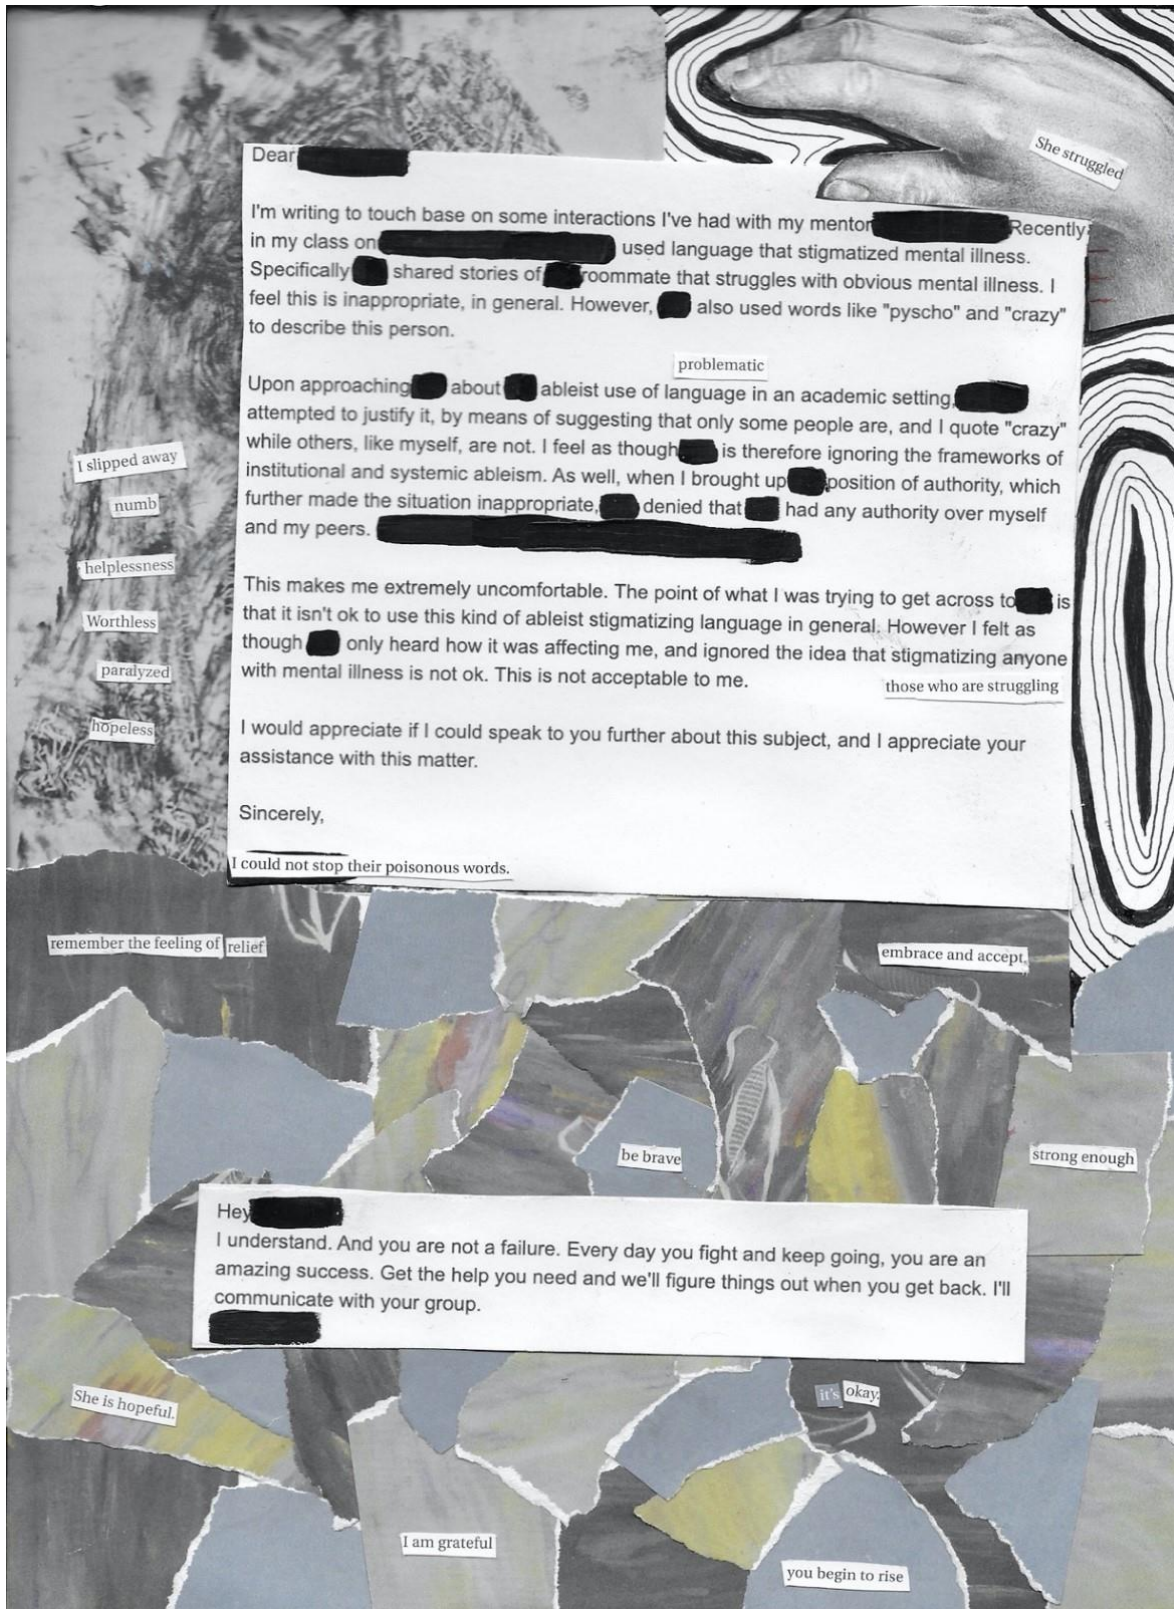 She struggled
Dear
I'm writing to touch base on some interactions I've had with my mentor Recently
in my class on used language that stigmatized mental illness.
Specifically shared stories of roommate that struggles with obvious mental illness. I
feel this is inappropriate, in general. However, also used words like "pyscho" and "crazy"
to describe this person.
problematic
Upon approaching about ableist use of language in an academic setting,
attempted to justify it, by means of suggesting that only some people are, and I quote "crazy"
while others, like myself, are not. I feel as though is therefore ignoring the frameworks of
institutional and systemic ableism. As well, when I brought up position of authority, which
further made the situation inappropriate, denied that had any authority over myself
and my peers.
This makes me extremely uncomfortable. The point of what I was trying to get across to is
that it isn't ok to use this kind of ableist stigmatizing language in general. However I felt as
though only heard how it was affecting me, and ignored the idea that stigmatizing anyone
with mental illness is not ok. This is not acceptable to me.
those who are struggling
I would appreciate if I could speak to you further about this subject, and I appreciate your
assistance with this matter.
Sincerely,
I could not stop their poisonous words.
I slipped away
numb
helplessness
Worthless
paralyzed
hopeless
remember the feeling of relief
embrace and accept,
be brave
strong enough
Hey
I understand. And you are not a failure. Every day you fight and keep going, you are an
amazing success. Get the help you need and we'll figure things out when you get back. I'll
communicate with your group.
She is hopeful.
it's okay.
I am grateful
you begin to rise